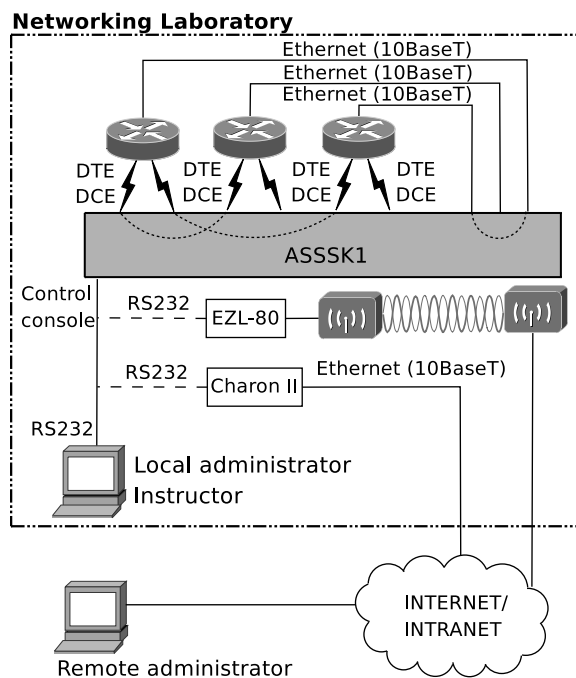 Networking Laboratory
Ethernet (10BaseT)
Ethernet (10BaseT)
Ethernet (10BaseT)
DTE
DCE
DTE
DCE
DTE
DCE
DTE
DCE
ASSSK1
Control
console
RS232
EZL-80
RS232
Charon II
Ethernet (10BaseT)
RS232
Local administrator
Instructor
INTERNET/
INTRANET
Remote administrator